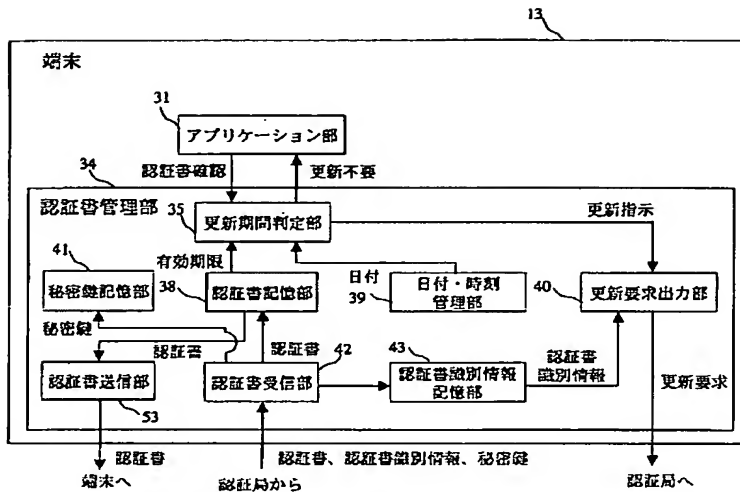 13
端末
31
アプリケーション部
34
認証書確認
更新不要
認証書管理部
35
更新期間判定部
更新指示
41
有効期限
日付
秘密鍵記憶部
38
認証書記憶部
39
日付・時刻
管理部
40
更新要求出力部
秘密鍵
認証書
認証書
42
43
認証書送信部
認証書受信部
認証書識別情報
記憶部
認証書
識別情報
更新要求
53
認証書
認証書、認証書識別情報、秘密鍵
端末へ
認証局から
認証局へ